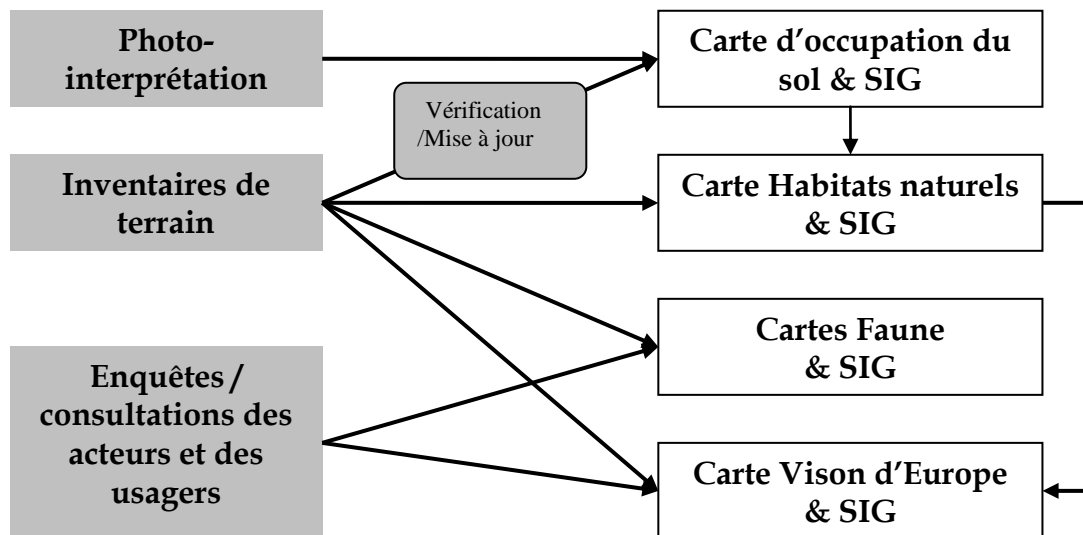 Photo-
interprétation
Carte d’occupation du
sol & SIG
Vérification
/Mise à jour
Inventaires de
terrain
Carte Habitats naturels
& SIG
Cartes Faune
& SIG
Enquêtes /
consultations des
acteurs et des
usagers
Carte Vison d’Europe
& SIG